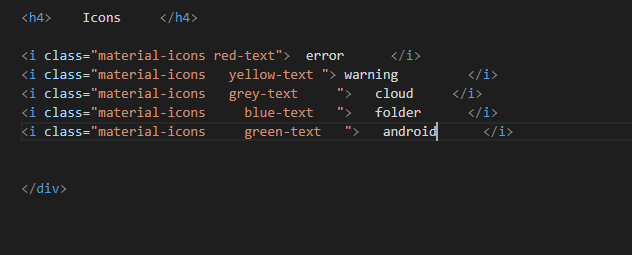 <h4>    Icons     </h4>
<i class="material-icons red-text">  error      </i>
<i class="material-icons   yellow-text "> warning         </i>
<i class="material-icons   grey-text     ">   cloud     </i>
<i class="material-icons     blue-text   ">   folder      </i>
<i class="material-icons     green-text   ">   android      </i>
</div>